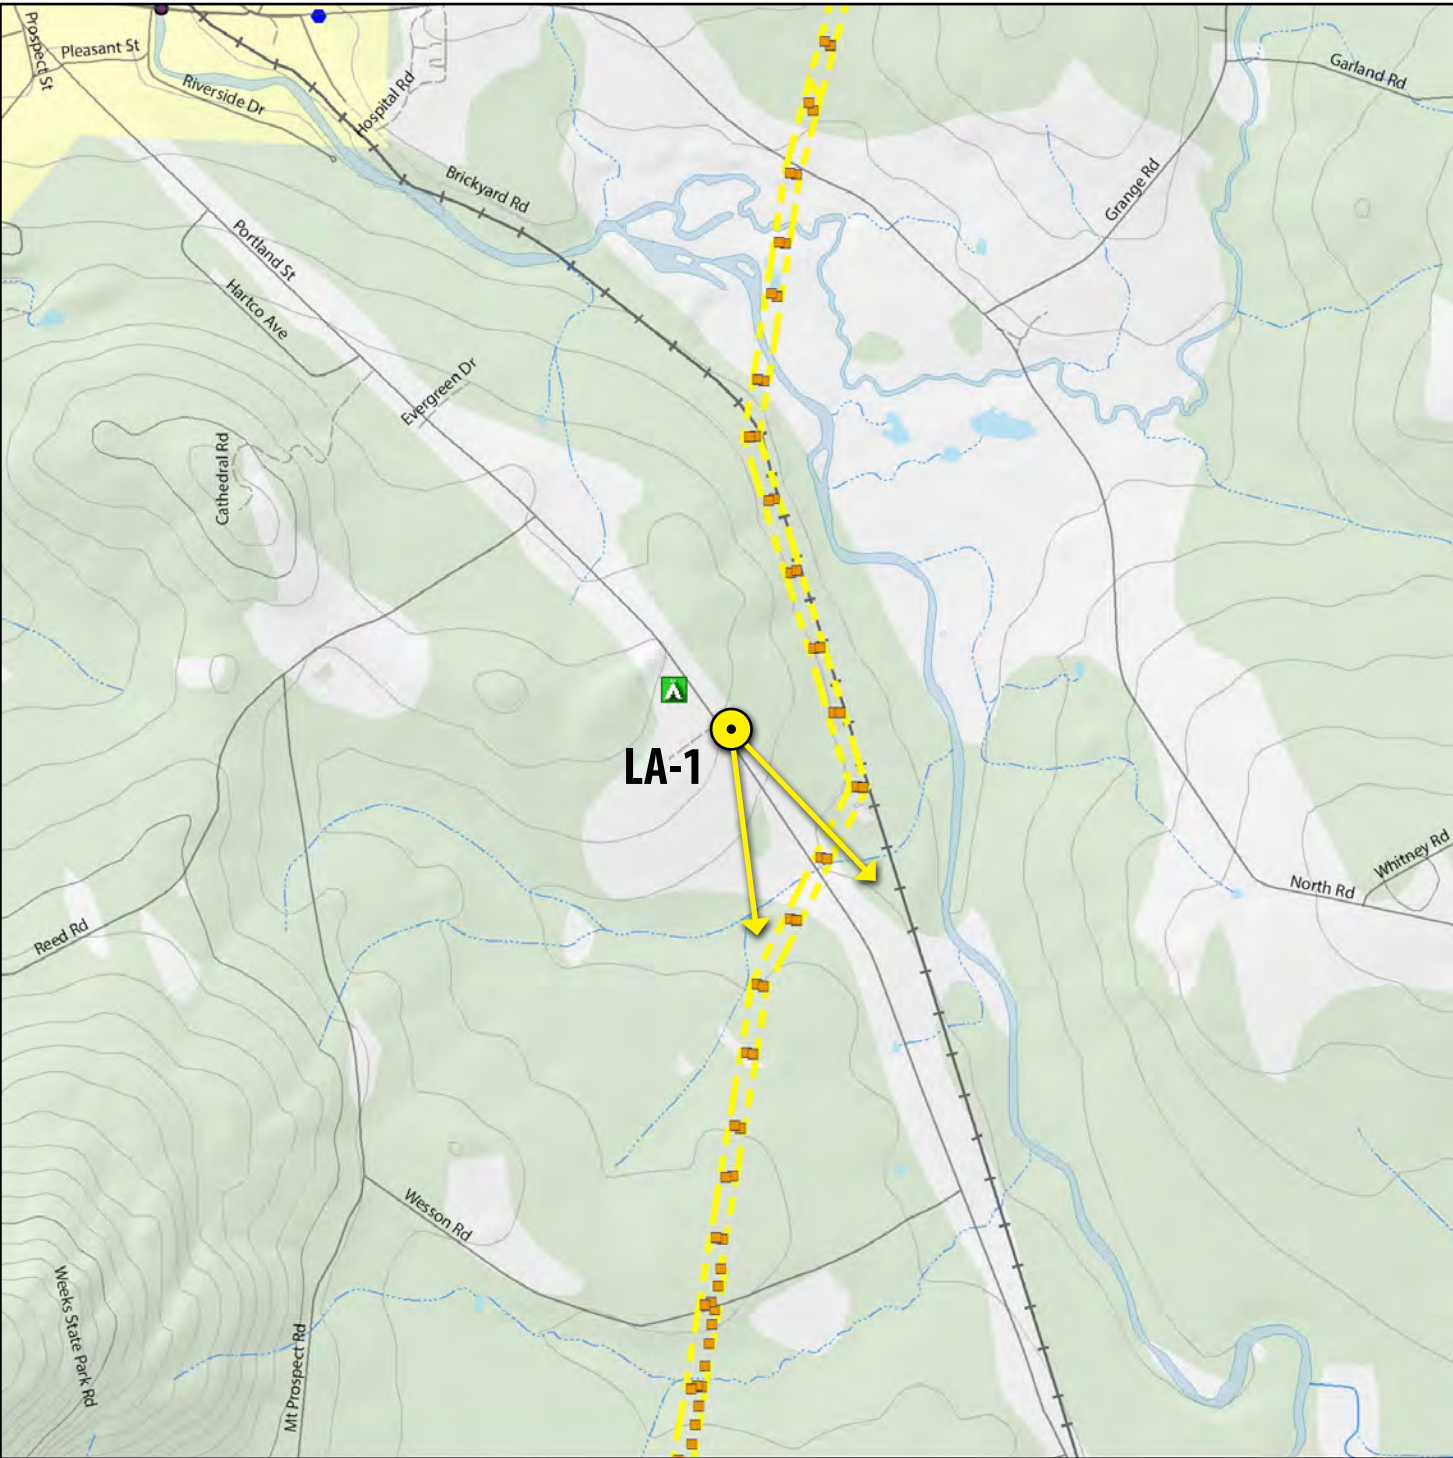 Prospect St
Pleasant St
Riverside Dr
Hospital Rd
Garland Rd
Brickyard Rd
Grange Rd
Portland St
Hartco Ave
Evergreen Dr
Cathedral Rd
LA-1
Whitney Rd
North Rd
Reed Rd
Wesson Rd
Weeks State Park Rd
Mt Prospect Rd